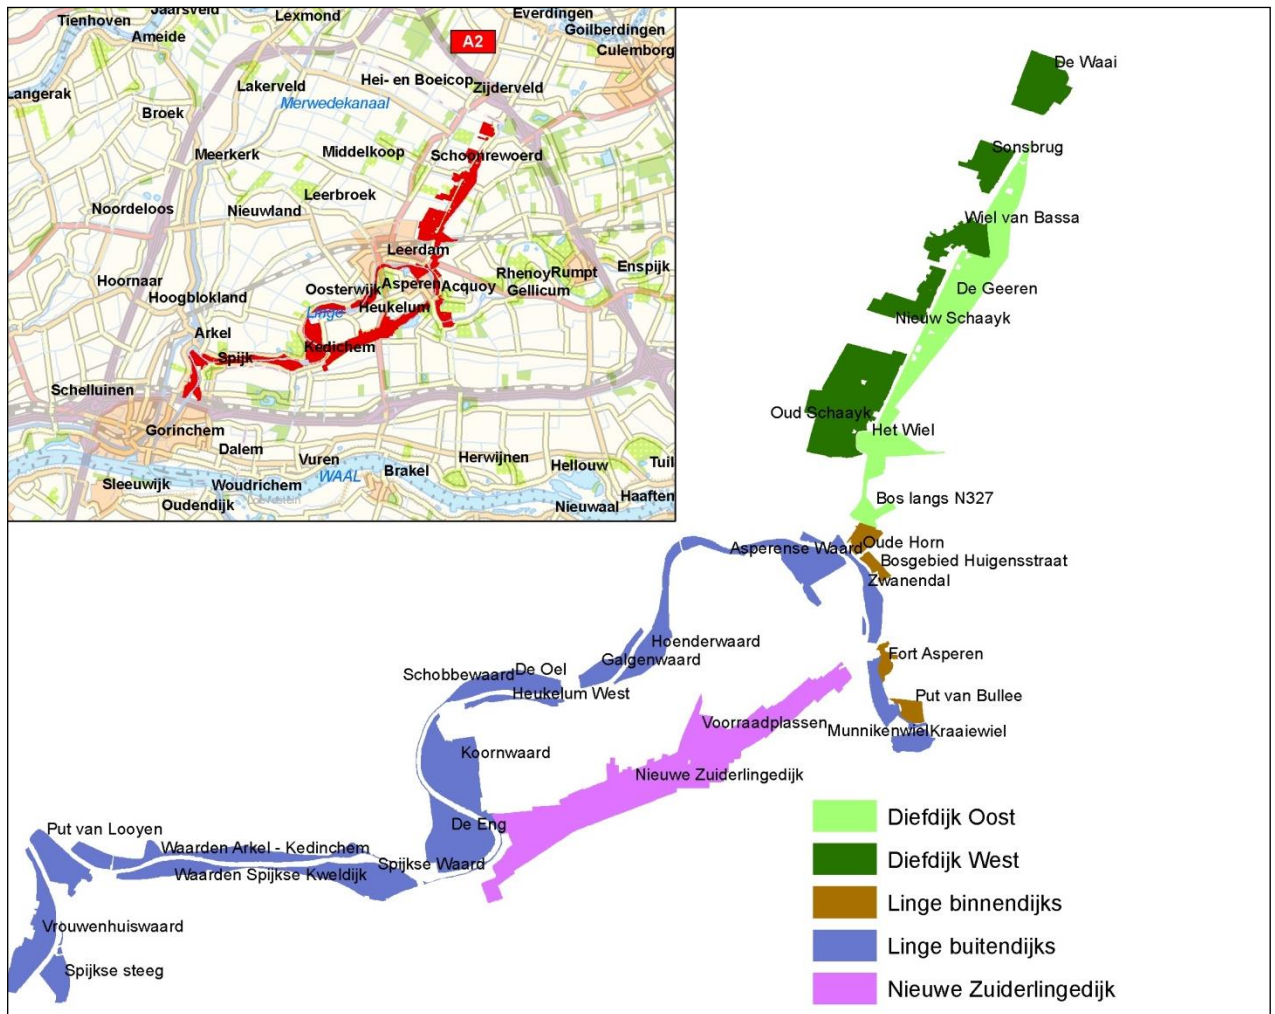 Jaarsveld
Tienhoven
Ameide
Lexmond
Everdingen
Goilberdingen
Culemborg
A2
Hei- en Boeicop
Zijderveld
Langerak
Lakerveld
Merwedekanaal
Broek
Meerkerk
Middelkoop
Schoonrewoerd
Leerbroek
Noordeloos
Nieuwland
Leerdam
Hoornaar
Hoogblokland
Oosterwijk
Asperen
Acquoy
Rhenoy
Rumpt
Enspijk
Gellicum
Linge
Heukelum
Arkel
Spijk
Kedichem
Schelluinen
Gorinchem
Dalem
Vuren
WAAL
Brakel
Herwijnen
Hellouw
Tuil
Sleeuwijk
Woudrichem
Oudendijk
Haaften
Nieuwaal
De Waai
Sonsbrug
Wiel van Bassa
De Geeren
Nieuw Schaayk
Oud Schaayk
Het Wiel
Bos langs N327
Asperense Waard
Oude Horn
Bosgebied Huigensstraat
Zwanendal
Hoenderwaard
Galgenwaard
Fort Asperen
Schobbewaard
De Oel
Heukelum West
Put van Bullee
Voorraadplassen
Munnikenwiel
Kraaiewiel
Koornwaard
Nieuwe Zuiderlingedijk
De Eng
Put van Looyen
Waarden Arkel - Kedinchem
Spijkse Waard
Waarden Spijkse Kweldijk
Vrouwenhuiswaard
Spijkse steeg
Diefdijk Oost
Diefdijk West
Linge binnendijks
Linge buitendijks
Nieuwe Zuiderlingedijk